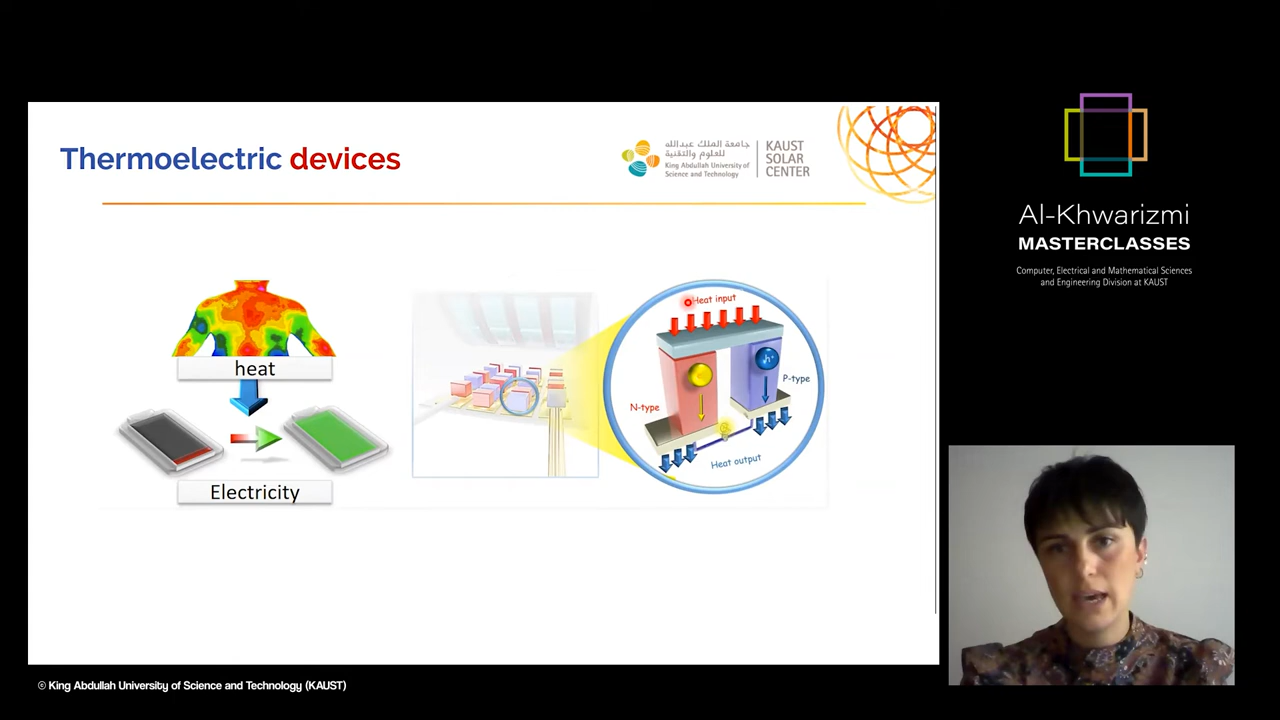 Thermoelectric devices
جامعة الملك عبدالله
للعلوم والتقنية
King Abdullah University of
Science and Technology
KAUST
SOLAR
CENTER
heat
Electricity
Heat input
h+
P-type
N-type
Heat output
Al-Khwarizmi
MASTERCLASSES
Computer, Electrical and Mathematical Sciences
and Engineering Division at KAUST
© King Abdullah University of Science and Technology (KAUST)